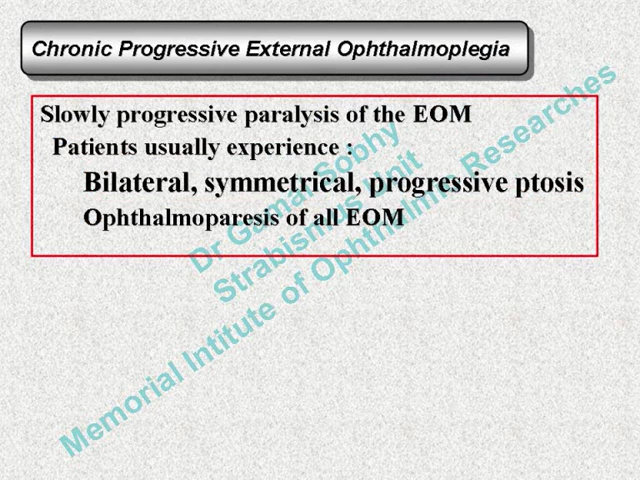 Chronic Progressive External Ophthalmoplegia
Slowly progressive paralysis of the EOM
Patients usually experience :
Bilateral, symmetrical, progressive ptosis
Ophthalmoparesis of all EOM
Dr Gamal Sobhy
Strabismus Unit
Memorial Intitute of Ophthalmic Researches